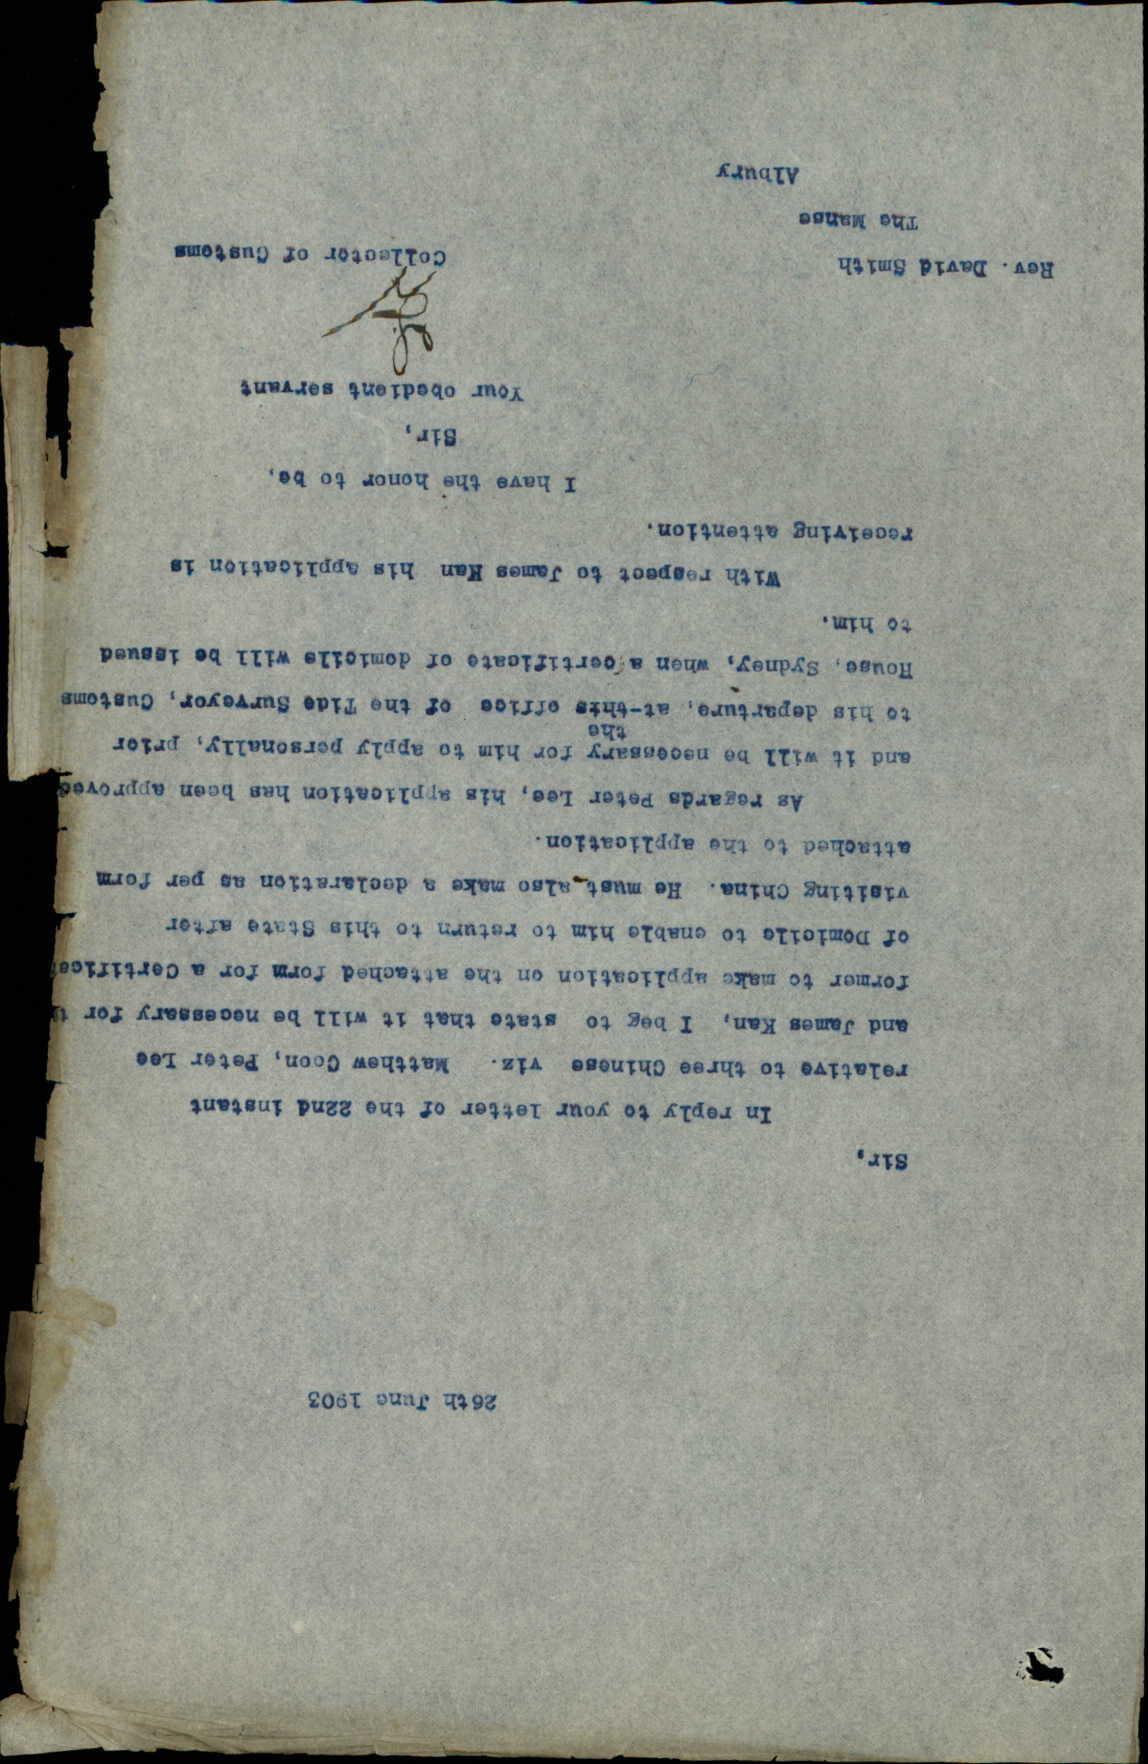 26th June 1903
Sir,
In reply to your letter of the 22nd instant
relative to three Chinese viz. Matthew Coon, Peter Lee
and James Kan, I beg to state that it will be necessary for
former to make application on the attached form for a
of Domicile to enable him to return to this State after
visiting China. He must also make a declaration as per form
attached to the application.
As regards Peter Lee, his application has been approved
and it will be necessary for him to apply personally, prior
the
to his departure, at this office of the Tide Surveyor, Customs
House, Sydney, when a certificate of domicile will be issued
to him.
With respect to James Kan his application is
receiving attention.
I have the honor to be,
Sir,
Your obedient servant
Collector of Customs
Rev. David Smith
The Manse
Albury